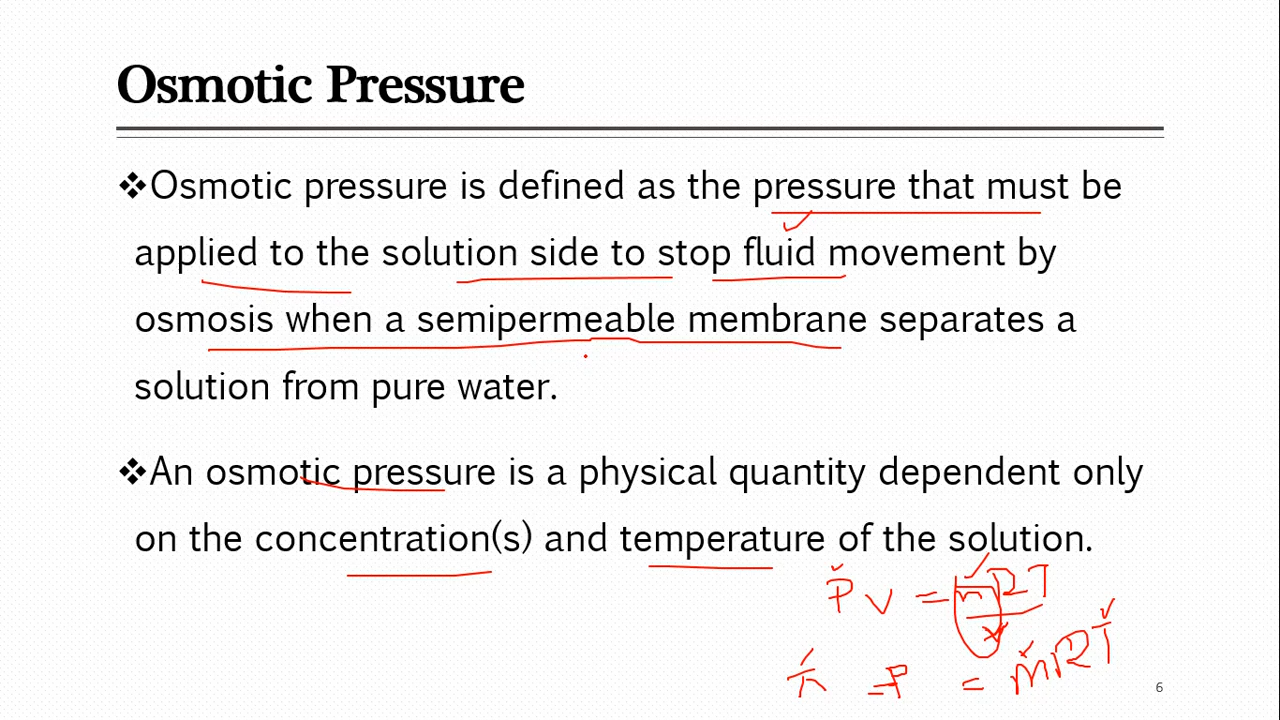 Osmotic Pressure
❖Osmotic pressure is defined as the pressure that must be
applied to the solution side to stop fluid movement by
osmosis when a semipermeable membrane separates a
solution from pure water.
❖An osmotic pressure is a physical quantity dependent only
on the concentration(s) and temperature of the solution.
PV = nRT
V
π = P = MRT
6